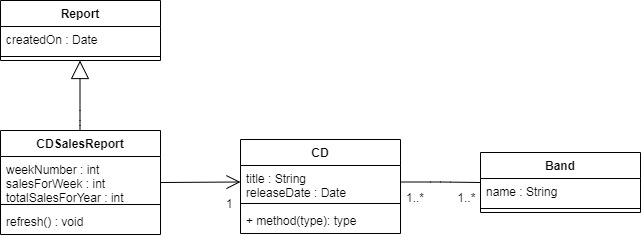 Report
createdOn : Date
CDSalesReport
weekNumber : int
salesForWeek : int
totalSalesForYear : int
refresh() : void
1
CD
title : String
releaseDate : Date
+ method(type): type
1..*
1..*
Band
name : String